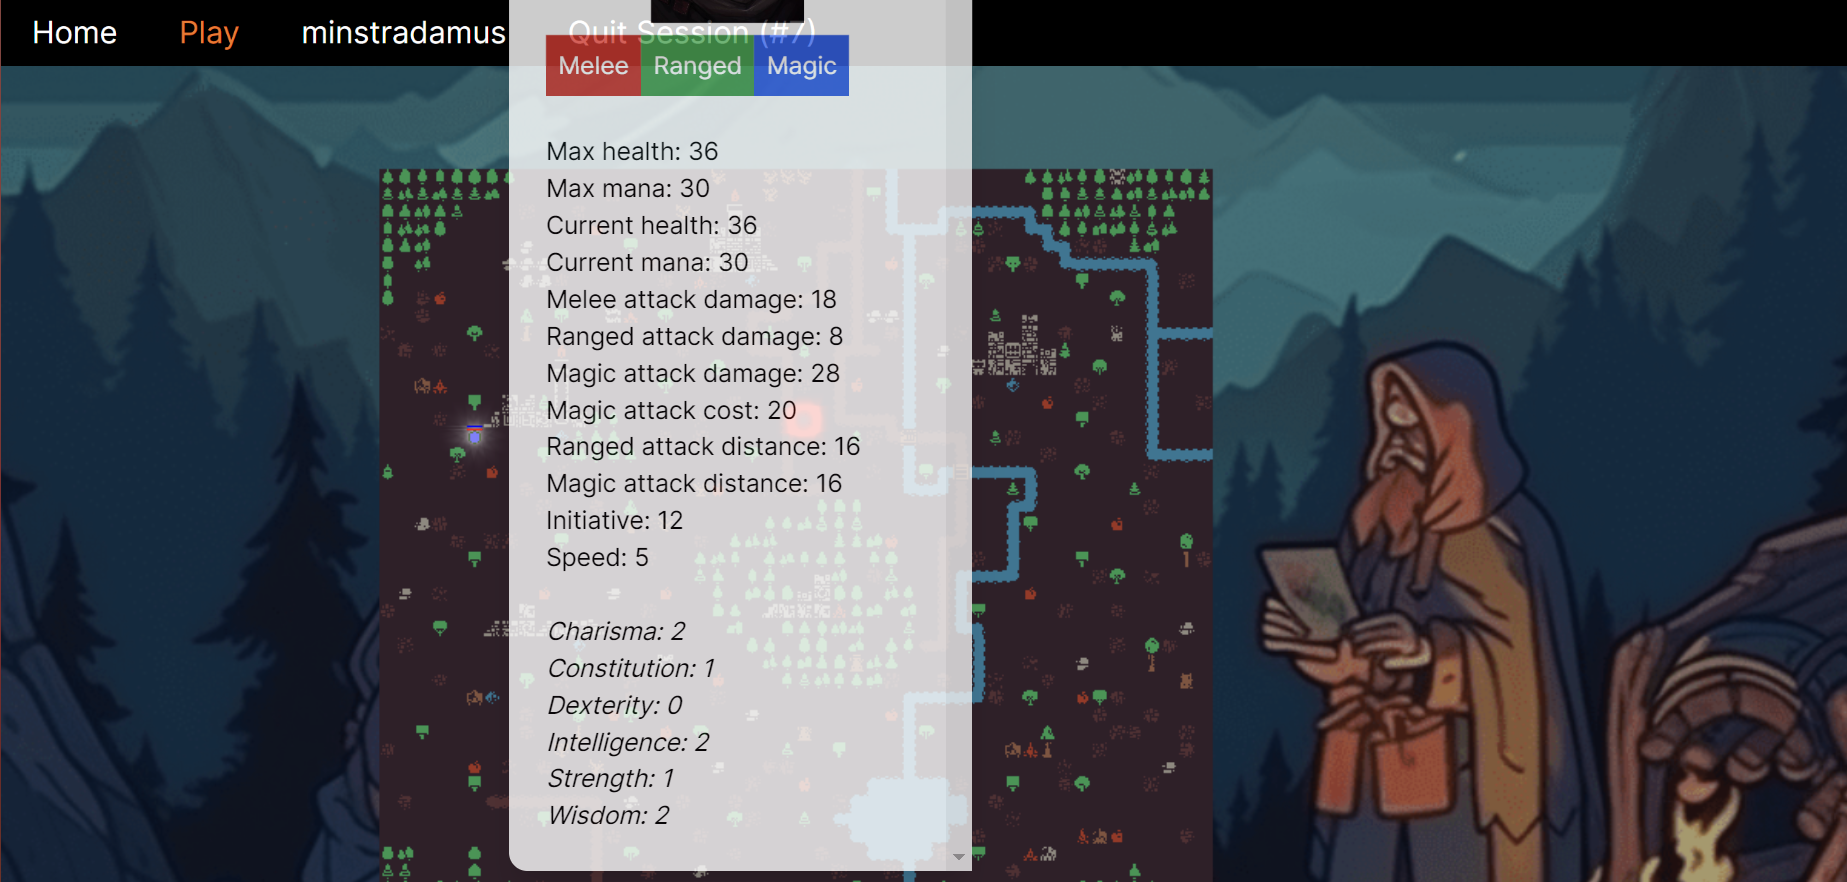 Home Play minstradamus Quit Session (#7)
Melee Ranged Magic
Max health: 36
Max mana: 30
Current health: 36
Current mana: 30
Melee attack damage: 18
Ranged attack damage: 8
Magic attack damage: 28
Magic attack cost: 20
Ranged attack distance: 16
Magic attack distance: 16
Initiative: 12
Speed: 5
Charisma: 2
Constitution: 1
Dexterity: 0
Intelligence: 2
Strength: 1
Wisdom: 2